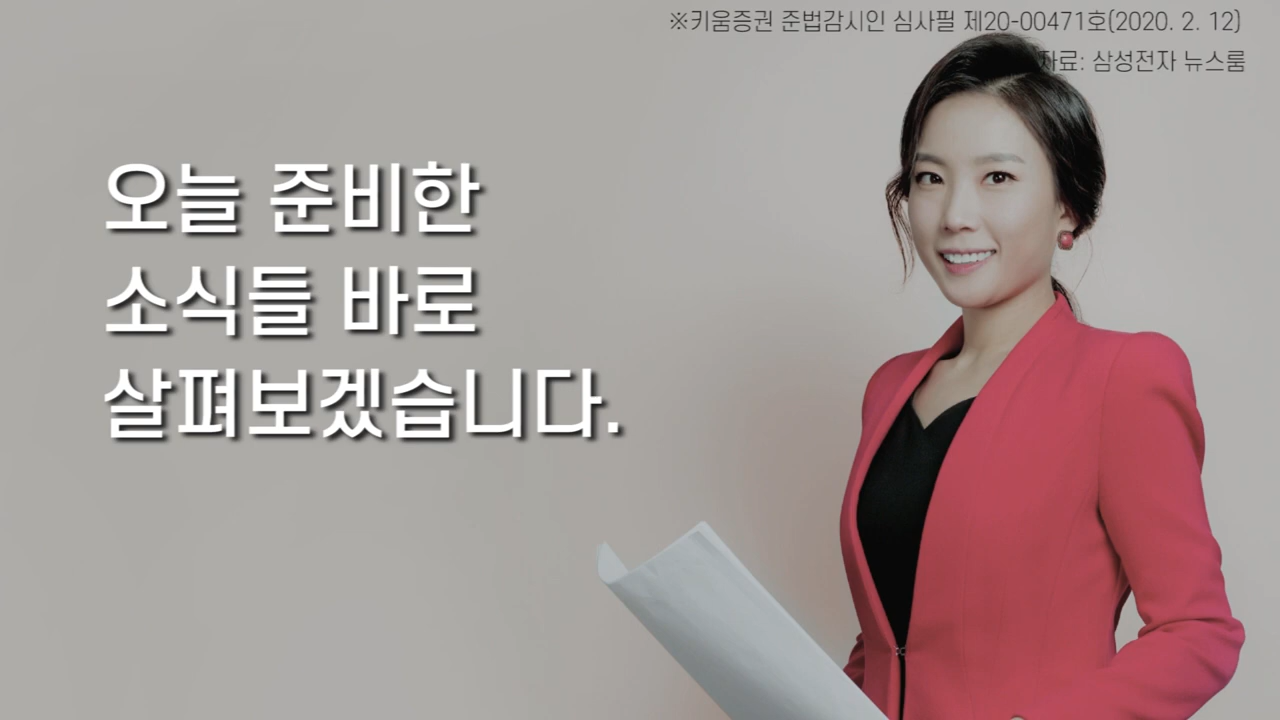 ※키움증권 준법감시인 심사필 제20-00471호(2020. 2. 12)
자료: 삼성전자 뉴스룸
오늘 준비한
소식들 바로
살펴보겠습니다.